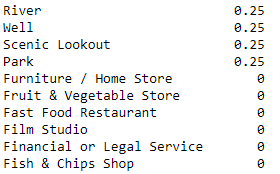 River 0.25
Well 0.25
Scenic Lookout 0.25
Park 0.25
Furniture / Home Store 0
Fruit & Vegetable Store 0
Fast Food Restaurant 0
Film Studio 0
Financial or Legal Service 0
Fish & Chips Shop 0